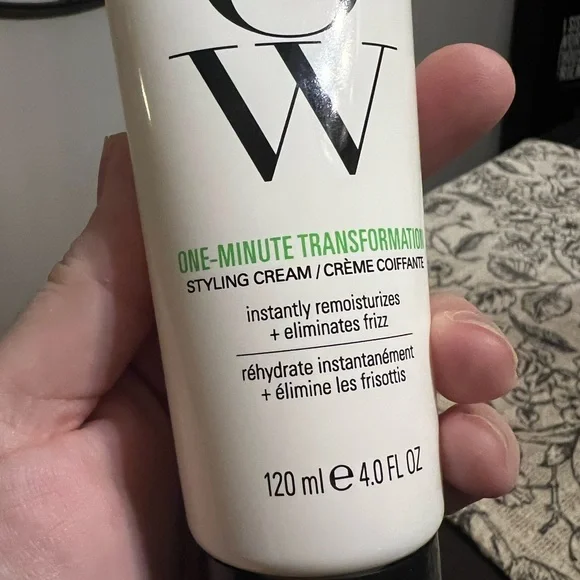 W
ONE-MINUTE TRANSFORMATION
STYLING CREAM / CRÈME COIFFANTE
instantly remoisturizes
+ eliminates frizz
réhydrate instantanément
+ élimine les frisottis
120 ml e 4.0 FL OZ